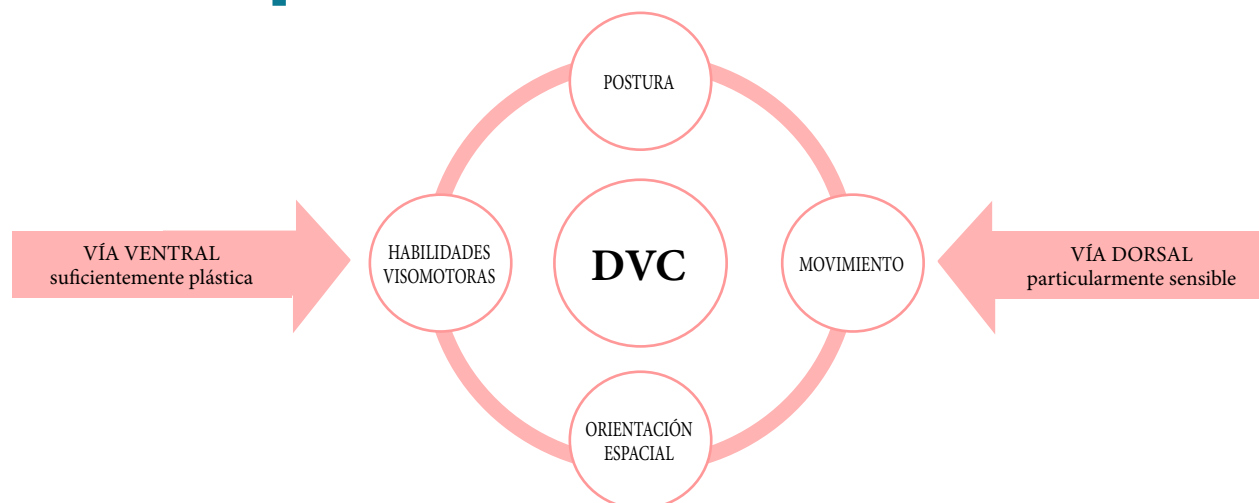 POSTURA
VÍA VENTRAL
suficientemente plástica
HABILIDADES
VISOMOTORAS
DVC
MOVIMIENTO
VÍA DORSAL
particularmente sensible
ORIENTACIÓN
ESPACIAL